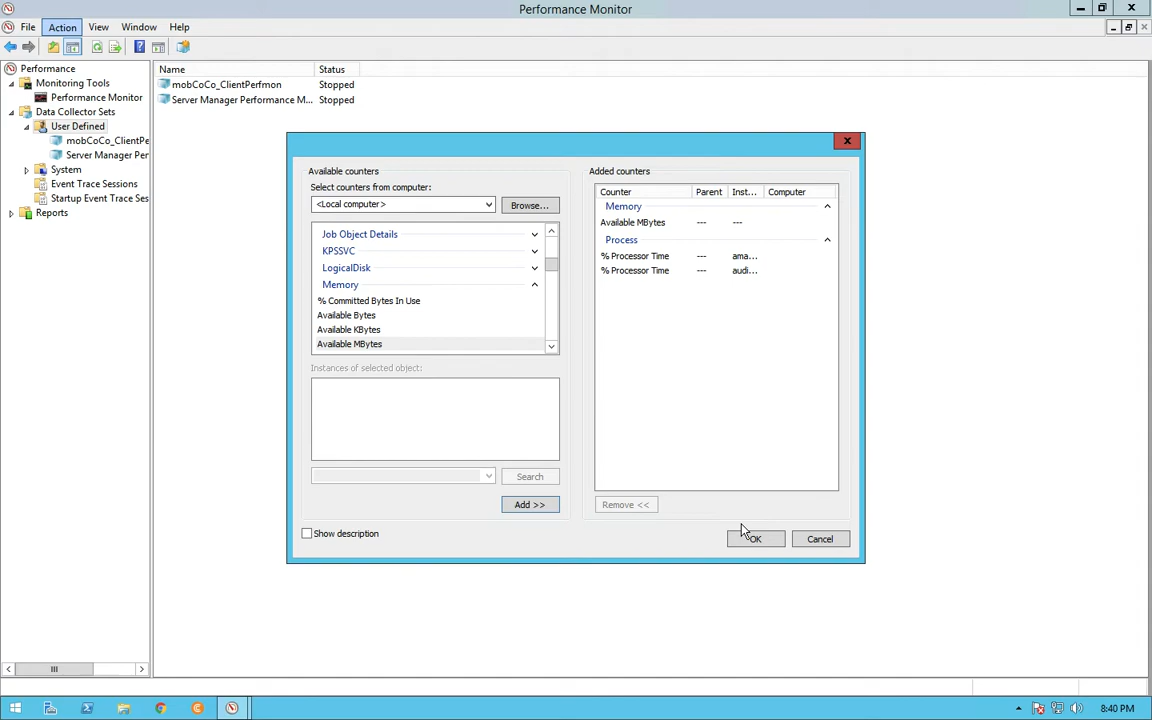 Performance Monitor
File Action View Window Help
Performance
Monitoring Tools
Performance Monitor
Data Collector Sets
User Defined
mobCoCo_ClientPe
Server Manager Per
System
Event Trace Sessions
Startup Event Trace Ses
Reports
Name Status
mobCoCo_ClientPerfmon Stopped
Server Manager Performance M... Stopped
Available counters
Select counters from computer:
<Local computer>
Browse...
Job Object Details
KPSSVC
LogicalDisk
Memory
% Committed Bytes In Use
Available Bytes
Available KBytes
Available MBytes
Instances of selected object:
Search
Add >>
Show description
Added counters
Counter Parent Inst... Computer
Memory
Available MBytes --- ---
Process
% Processor Time --- ama...
% Processor Time --- audi...
Remove <<
OK
Cancel
8:40 PM